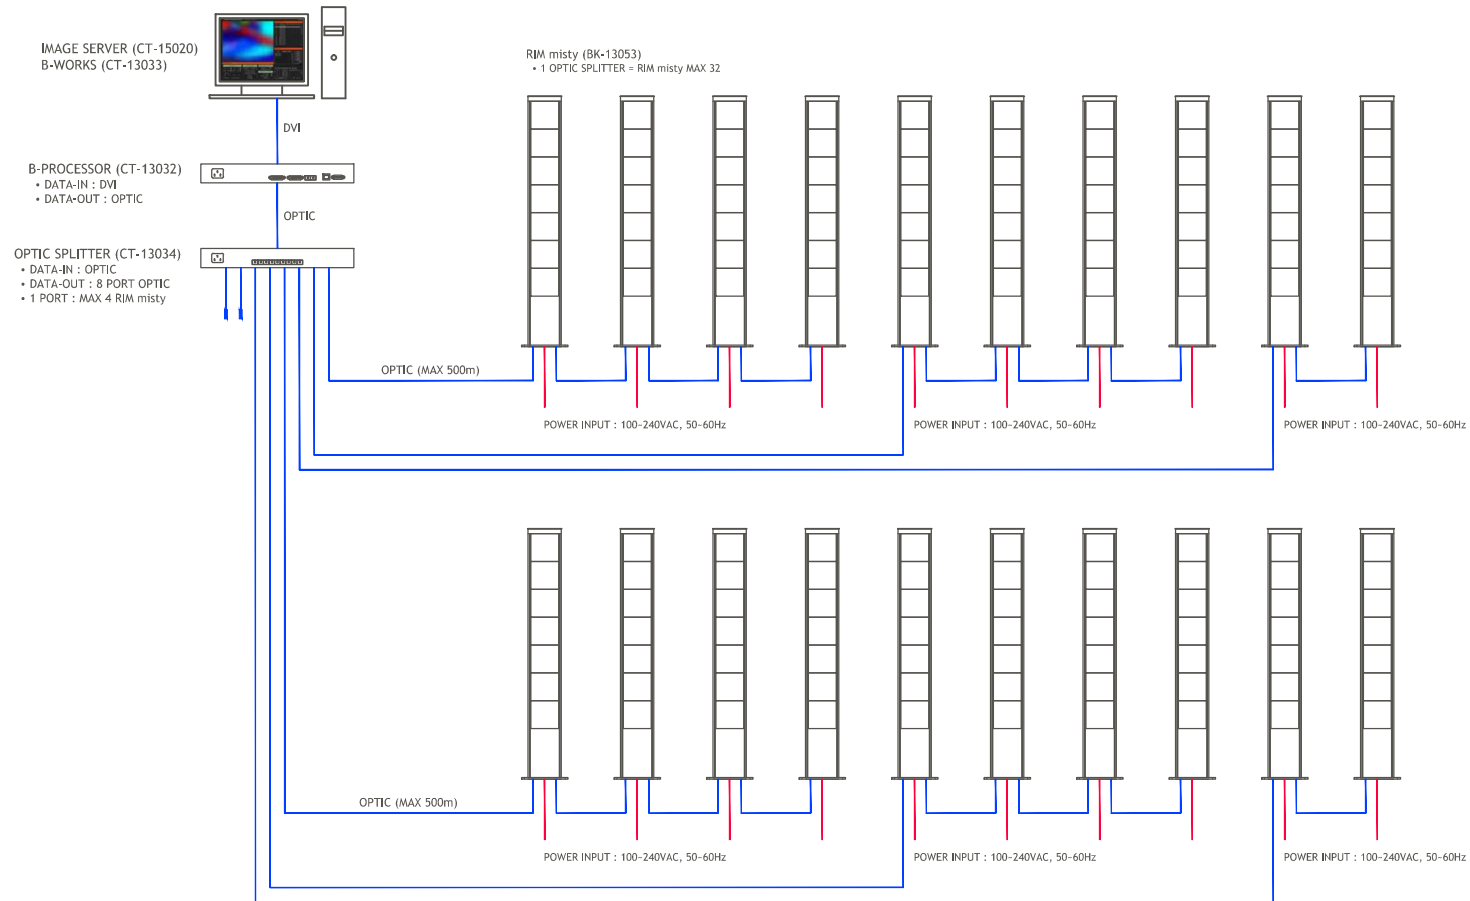 IMAGE SERVER (CT-15020)
B-WORKS (CT-13033)
DVI
B-PROCESSOR (CT-13032)
• DATA-IN : DVI
• DATA-OUT : OPTIC
OPTIC
OPTIC SPLITTER (CT-13034)
• DATA-IN : OPTIC
• DATA-OUT : 8 PORT OPTIC
• 1 PORT : MAX 4 RIM misty
RIM misty (BK-13053)
• 1 OPTIC SPLITTER = RIM misty MAX 32
OPTIC (MAX 500m)
POWER INPUT : 100~240VAC, 50~60Hz
POWER INPUT : 100~240VAC, 50~60Hz
POWER INPUT : 100~240VAC, 50~60Hz
OPTIC (MAX 500m)
POWER INPUT : 100~240VAC, 50~60Hz
POWER INPUT : 100~240VAC, 50~60Hz
POWER INPUT : 100~240VAC, 50~60Hz